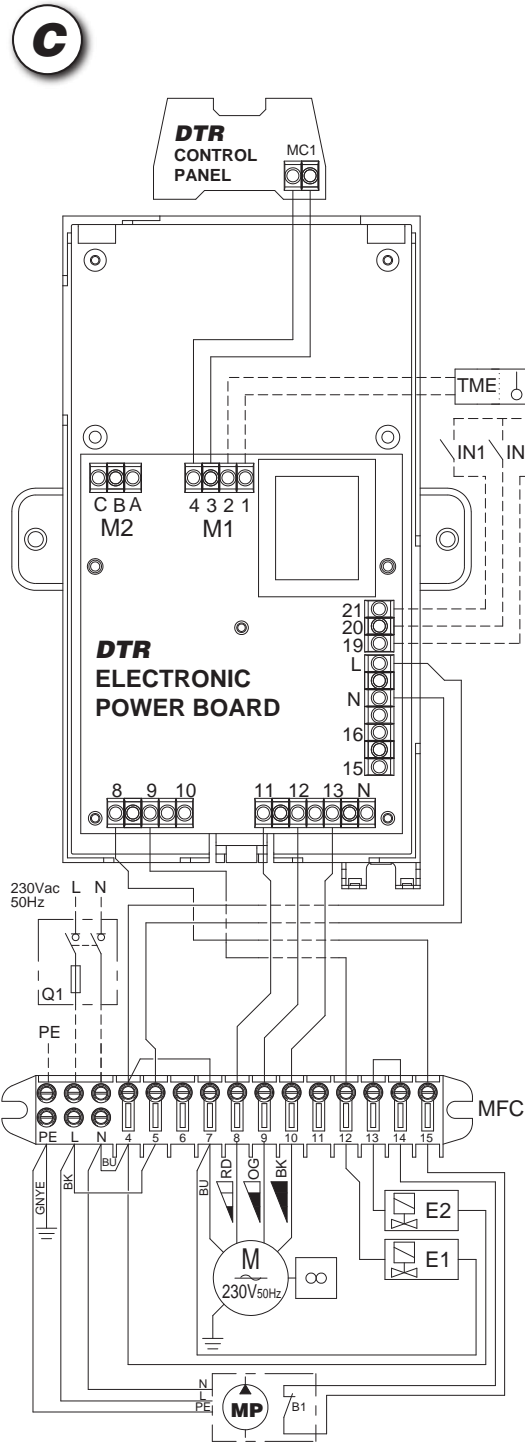 C
DTR
CONTROL
PANEL
MC1
TME
IN1
IN
C B A
M2
4 3 2 1
M1
21
20
19
L
N
16
15
DTR
ELECTRONIC
POWER BOARD
8 9 10
11 12 13 N
230Vac
50Hz
L N
Q1
PE
MFC
PE L N 4 5 6 7 8 9 10 11 12 13 14 15
GNYE
BK
BU
BU
RD
OG
BK
E2
E1
M
230V50Hz
N
L
PE
MP
B1